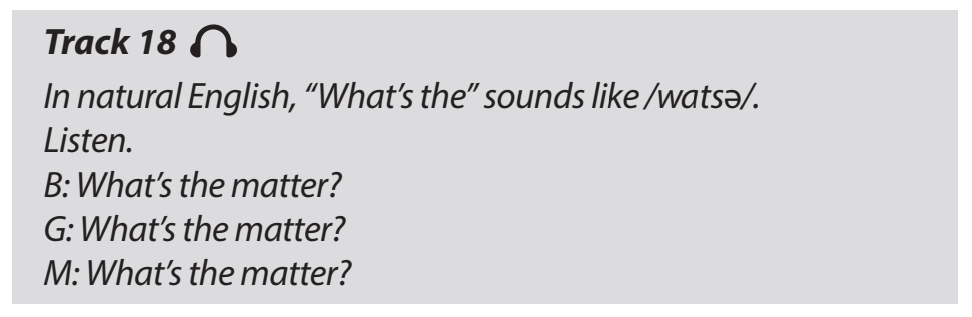 Track 18
In natural English, “What’s the” sounds like /watsə/.
Listen.
B: What’s the matter?
G: What’s the matter?
M: What’s the matter?